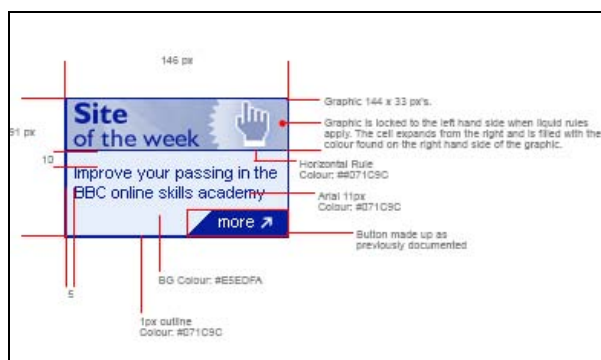 146 px
Graphic 144 x 33 px's.
Graphic is locked to the left hand side when liquid rules
apply. The cell expands from the right and is filled with the
colour found on the right hand side of the graphic.
91 px
Site
of the week
10
Horizontal Rule
Colour: ##071C9C
Improve your passing in the
BBC online skills academy
Arial 11px
Colour: #071C9C
more
Button made up as
previously documented
BG Colour: #E5EDFA
5
1px outline
Colour: #071C9C